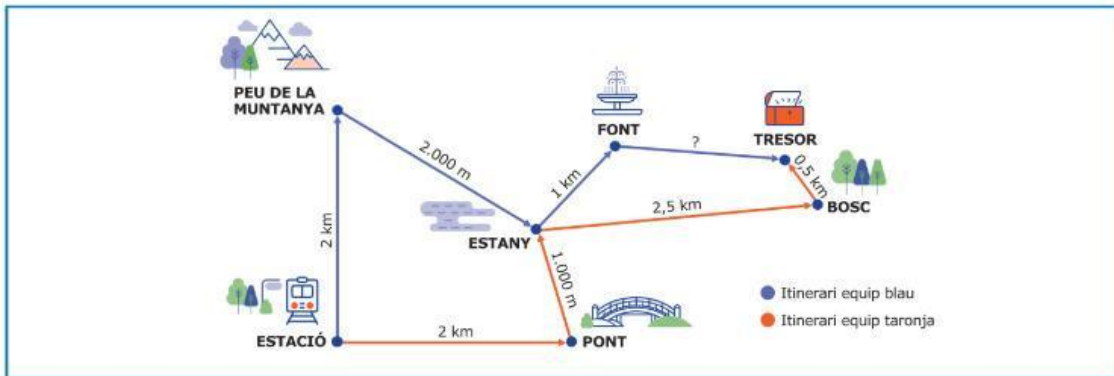 PEU DE LA
MUNTANYA
FONT
TRESOR
?
2.000 m
1 km
0,5 km
BOSC
2,5 km
ESTANY
2 km
1.000 m
Itinerari equip blau
Itinerari equip taronja
ESTACIÓ
2 km
PONT